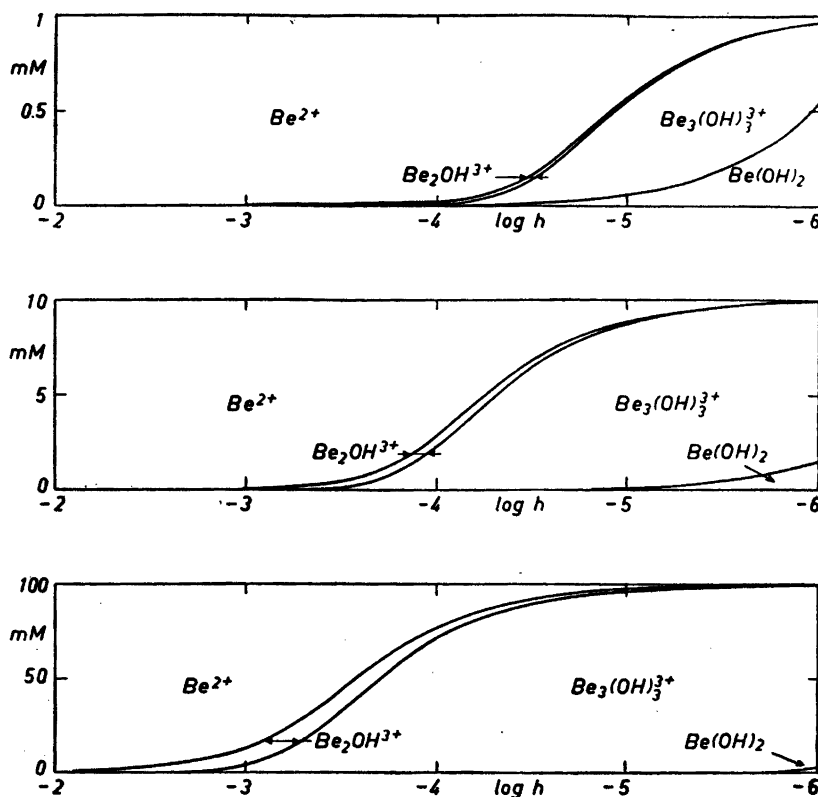 1
mM
Be²⁺
0.5
Be₃(OH)₃³⁺
Be₂OH³⁺
Be(OH)₂
0
-2 -3 -4 log h -5 -6
10
mM
Be²⁺
5
Be₃(OH)₃³⁺
Be₂OH³⁺
Be(OH)₂
0
-2 -3 -4 log h -5 -6
100
mM
Be²⁺
50
Be₃(OH)₃³⁺
Be₂OH³⁺
Be(OH)₂
0
-2 -3 -4 log h -5 -6